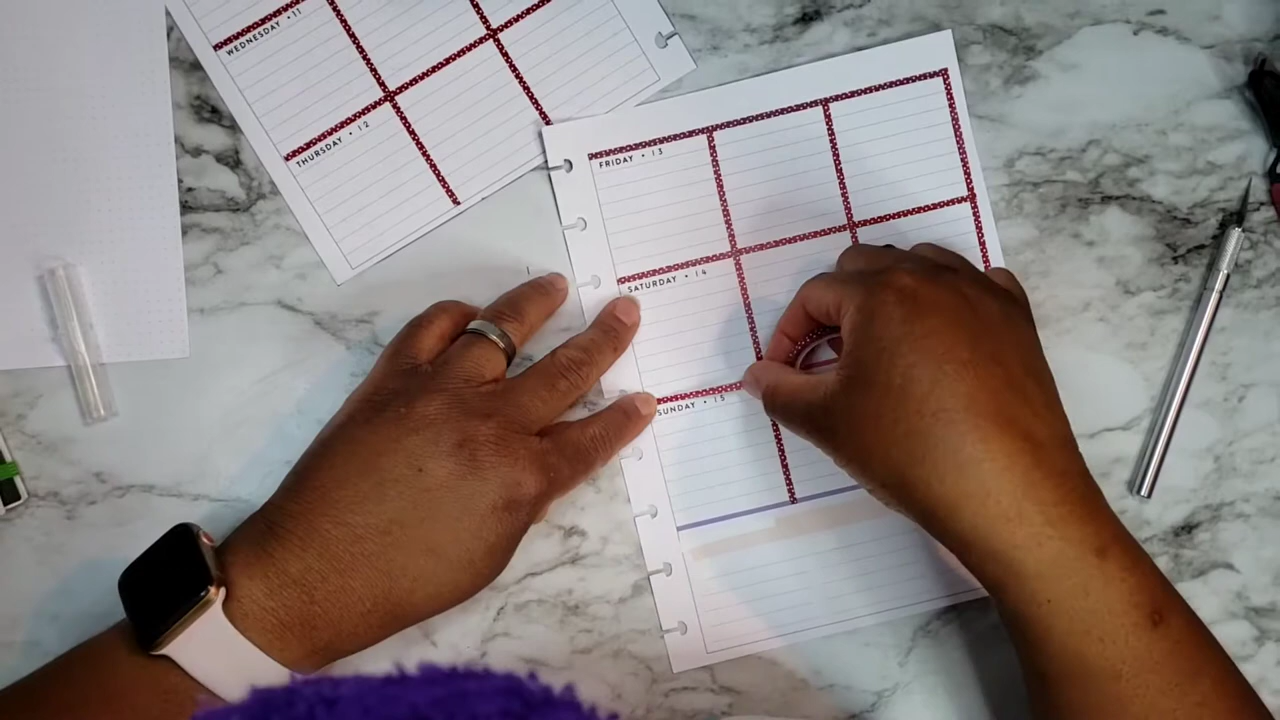 WEDNESDAY • 11
THURSDAY • 12
FRIDAY • 13
SATURDAY • 14
SUNDAY • 15